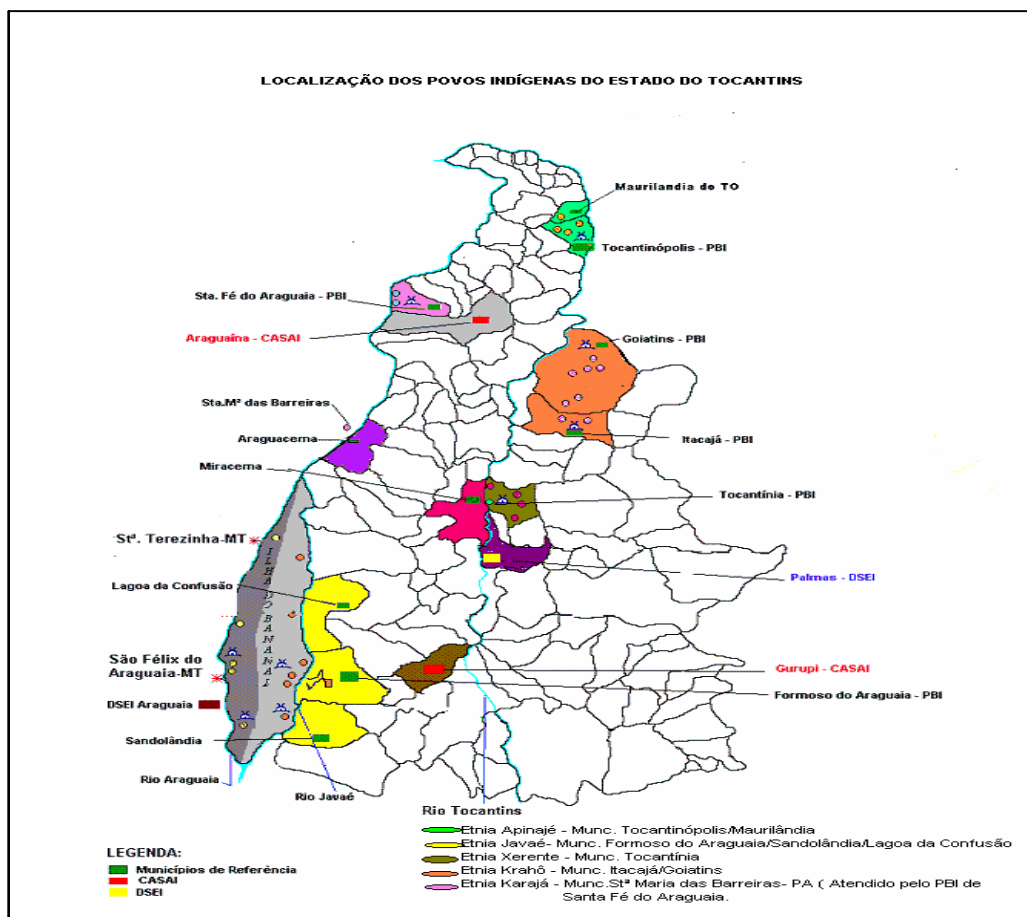 LOCALIZAÇÃO DOS POVOS INDÍGENAS DO ESTADO DO TOCANTINS
Maurilandia do TO
Tocantinópolis - PBI
Sta. Fé do Araguaia - PBI
Araguaína - CASAI
Goiatins - PBI
Sta.Mª das Barreiras
Araguacema
Itacajá - PBI
Miracema
Tocantínia - PBI
Stª. Terezinha-MT
ILHA DO BANANAL
Lagoa da Confusão
Palmas - DSEI
São Félix do
Araguaia-MT
Gurupi - CASAI
Formoso do Araguaia - PBI
DSEI Araguaia
Sandolândia
Rio Araguaia
Rio Javaé
Rio Tocantins
Etnia Apinajé - Munc. Tocantinópolis/Maurilândia
Etnia Javaé- Munc. Formoso do Araguaia/Sandolândia/Lagoa da Confusão
Etnia Xerente - Munc. Tocantínia
Etnia Krahô - Munc. Itacajá/Goiatins
Etnia Karajá - Munc.Stª Maria das Barreiras- PA ( Atendido pelo PBI de
Santa Fé do Araguaia.
LEGENDA:
Municípios de Referência
CASAI
DSEI